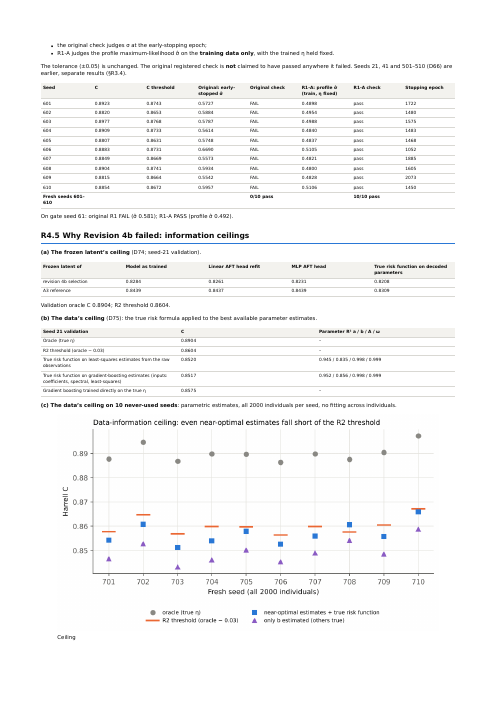 • the original check judges σ at the early-stopping epoch;
• R1-A judges the profile maximum-likelihood σ̂ on the training data only, with the trained η held fixed.
The tolerance (±0.05) is unchanged. The original registered check is not claimed to have passed anywhere it failed. Seeds 21, 41 and 501–510 (D66) are
earlier, separate results (§R3.4).
Seed C C threshold Original: early-stopped σ̂ Original check R1-A: profile σ̂ (train, η fixed) R1-A check Stopping epoch
601 0.8923 0.8743 0.5727 FAIL 0.4898 pass 1722
602 0.8820 0.8653 0.5884 FAIL 0.4954 pass 1480
603 0.8977 0.8768 0.5787 FAIL 0.4988 pass 1575
604 0.8909 0.8733 0.5614 FAIL 0.4840 pass 1483
605 0.8807 0.8631 0.5748 FAIL 0.4837 pass 1468
606 0.8883 0.8731 0.6690 FAIL 0.5105 pass 1052
607 0.8849 0.8669 0.5573 FAIL 0.4821 pass 1885
608 0.8904 0.8741 0.5934 FAIL 0.4800 pass 1605
609 0.8815 0.8664 0.5542 FAIL 0.4828 pass 2073
610 0.8854 0.8672 0.5957 FAIL 0.5106 pass 1450
Fresh seeds 601–610 0/10 pass 10/10 pass
On gate seed 61: original R1 FAIL (σ̂ 0.581); R1-A PASS (profile σ̂ 0.492).
R4.5 Why Revision 4b failed: information ceilings
(a) The frozen latent's ceiling (D74; seed-21 validation).
Frozen latent of Model as trained Linear AFT head refit MLP AFT head True risk function on decoded parameters
revision 4b selection 0.8284 0.8261 0.8231 0.8208
A3 reference 0.8439 0.8437 0.8439 0.8309
Validation oracle C 0.8904; R2 threshold 0.8604.
(b) The data's ceiling (D75): the true risk formula applied to the best available parameter estimates.
Seed 21 validation C Parameter R² a / b / A / ω
Oracle (true η) 0.8904 –
R2 threshold (oracle − 0.03) 0.8604 –
True risk function on least-squares estimates from the raw observations 0.8520 0.945 / 0.835 / 0.998 / 0.999
True risk function on gradient-boosting estimates (inputs: coefficients, spectral, least-squares) 0.8517 0.952 / 0.856 / 0.998 / 0.999
Gradient boosting trained directly on the true η 0.8575 –
(c) The data's ceiling on 10 never-used seeds: parametric estimates, all 2000 individuals per seed, no fitting across individuals.
Data-information ceiling: even near-optimal estimates fall short of the R2 threshold
Harrell C
0.89
0.88
0.87
0.86
0.85
701 702 703 704 705 706 707 708 709 710
Fresh seed (all 2000 individuals)
oracle (true η) near-optimal estimates + true risk function
R2 threshold (oracle − 0.03) only b estimated (others true)
Ceiling